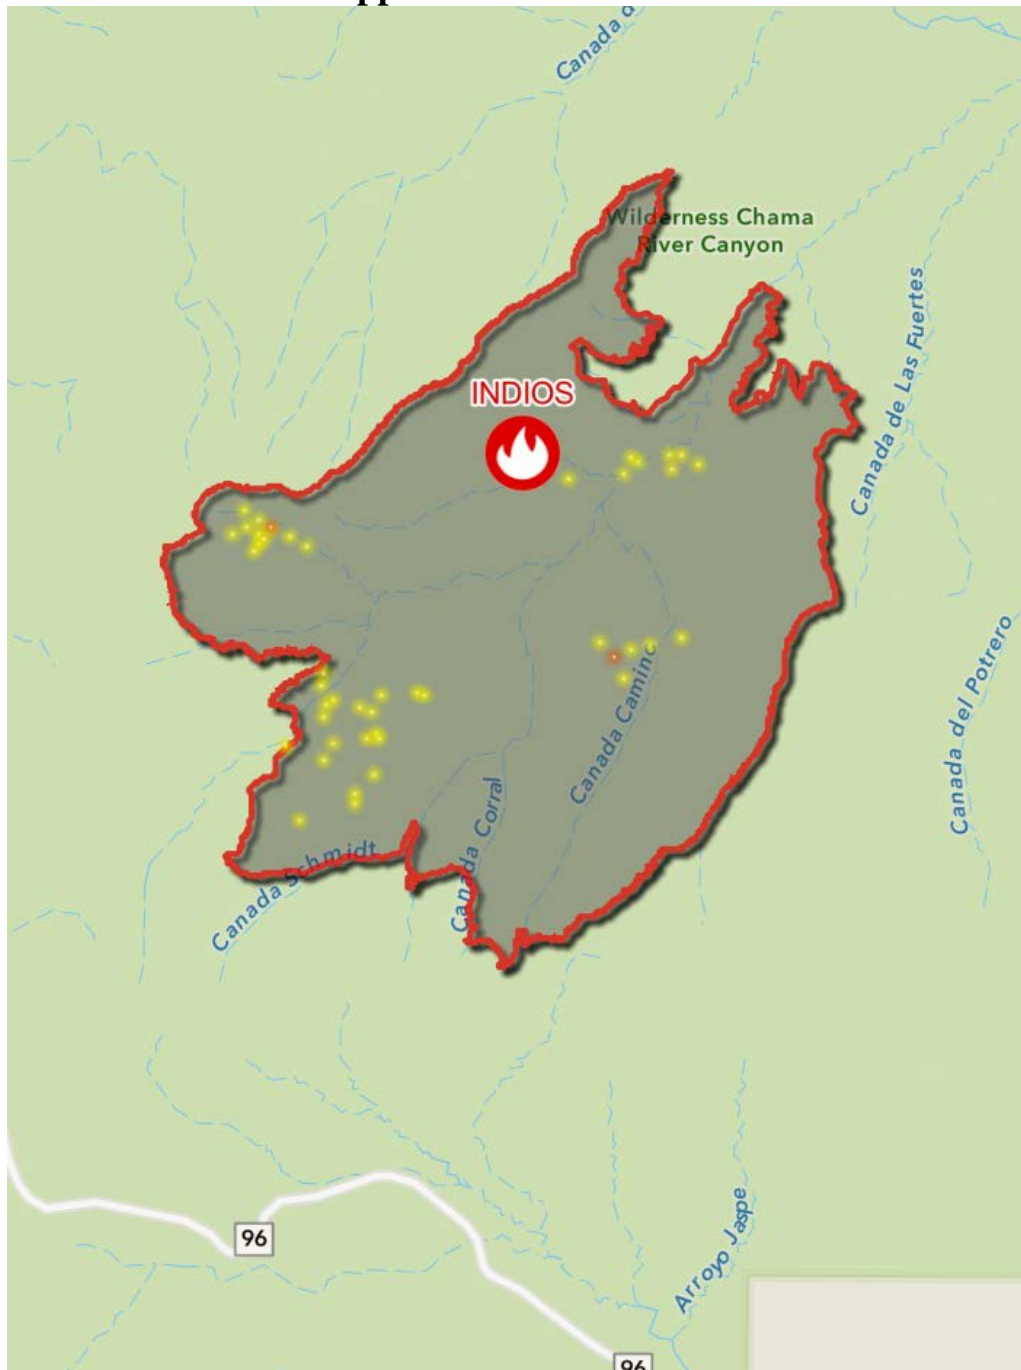 Canada d
Wilderness Chama
River Canyon
Canada de Las Fuertes
INDIOS
Canada del Potrero
Canada Camino
Canada Corral
Canada Schmidt
96
Arroyo Jaspe
96